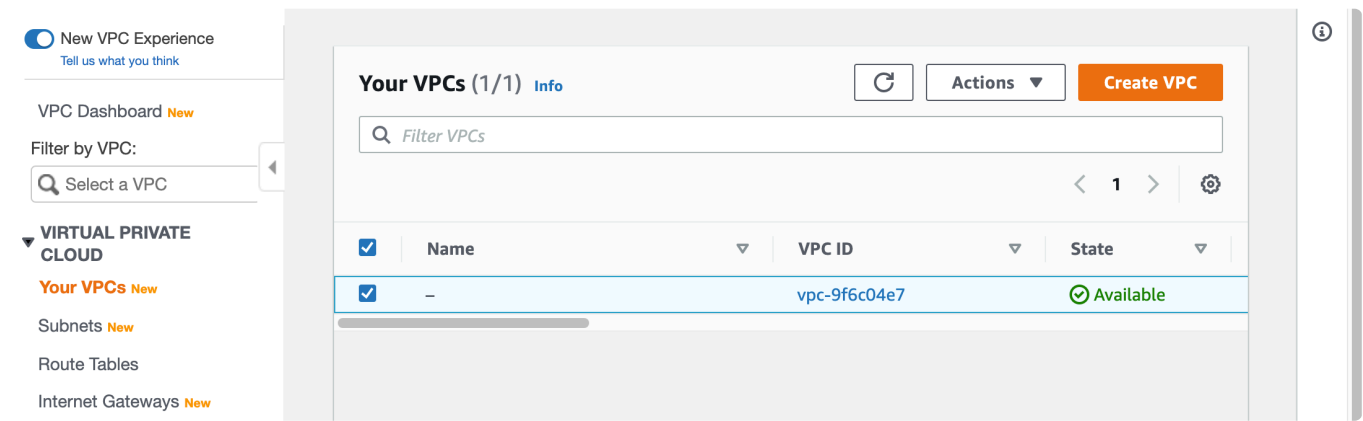 New VPC Experience
Tell us what you think
VPC Dashboard New
Filter by VPC:
Select a VPC
VIRTUAL PRIVATE
CLOUD
Your VPCs New
Subnets New
Route Tables
Internet Gateways New
Your VPCs (1/1) Info
Actions
Create VPC
Filter VPCs
1
Name VPC ID State
– vpc-9f6c04e7 Available